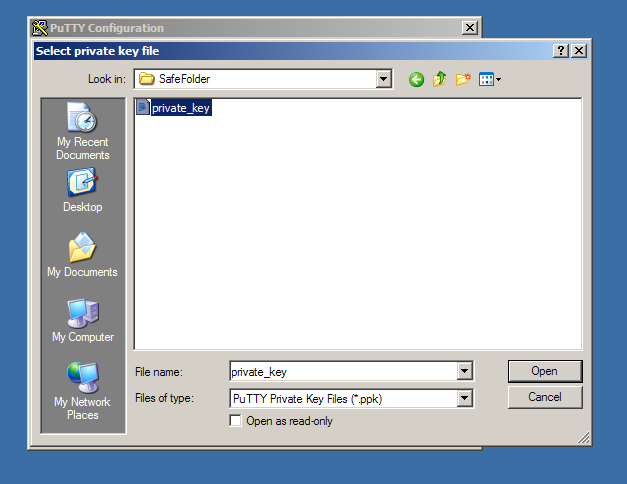 PuTTY Configuration
Select private key file
Look in:
SafeFolder
private_key
My Recent
Documents
Desktop
My Documents
My Computer
My Network
Places
File name:
private_key
Open
Files of type:
PuTTY Private Key Files (*.ppk)
Cancel
Open as read-only